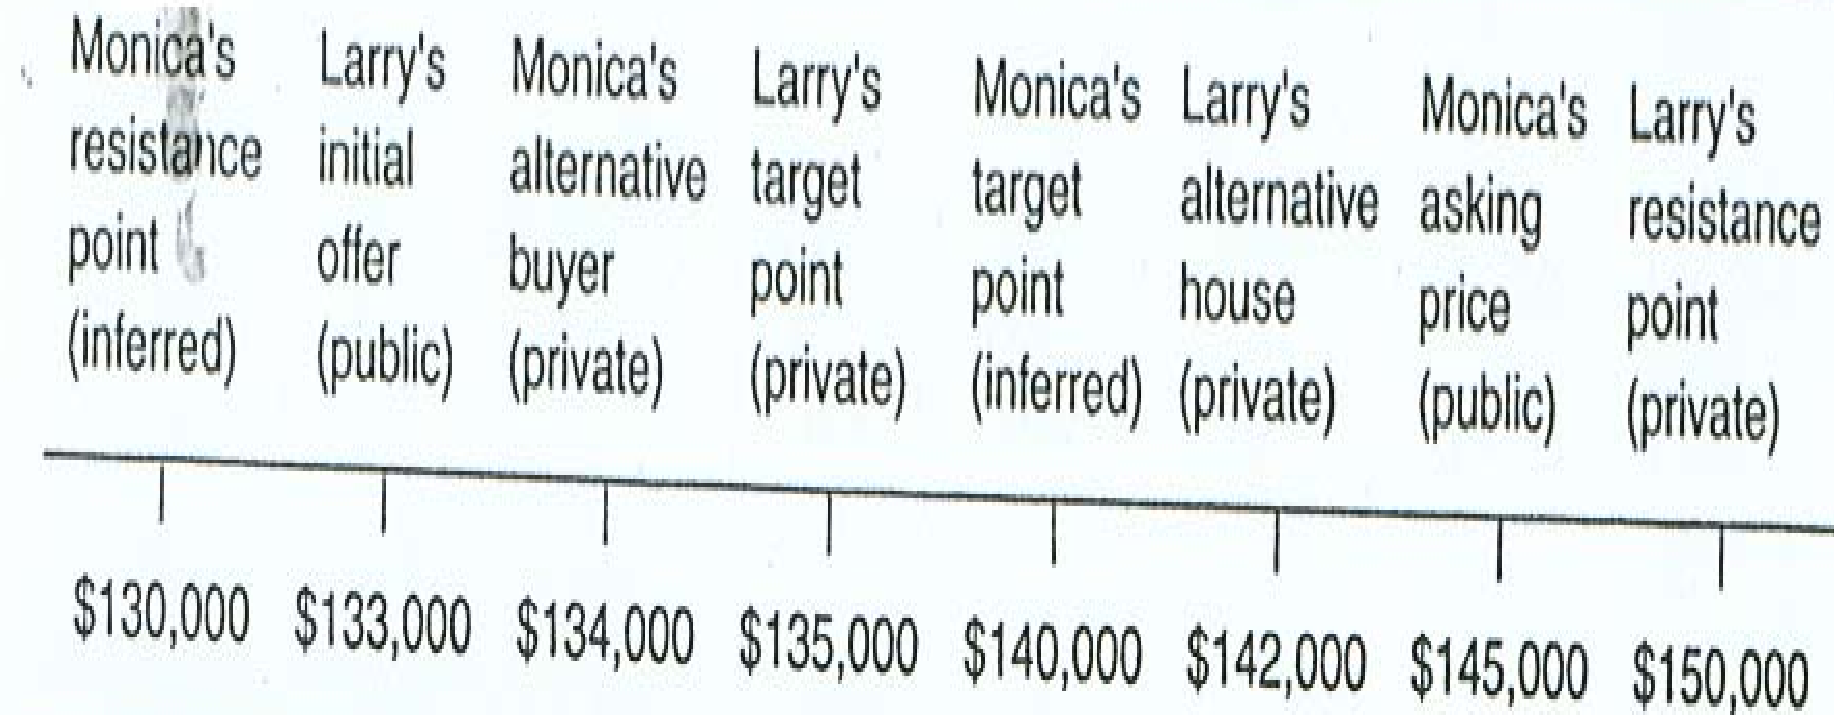 Monica's
resistance
point
(inferred)
Larry's
initial
offer
(public)
Monica's
alternative
buyer
(private)
Larry's
target
point
(private)
Monica's
target
point
(inferred)
Larry's
alternative
house
(private)
Monica's
asking
price
(public)
Larry's
resistance
point
(private)
$130,000 $133,000 $134,000 $135,000 $140,000 $142,000 $145,000 $150,000